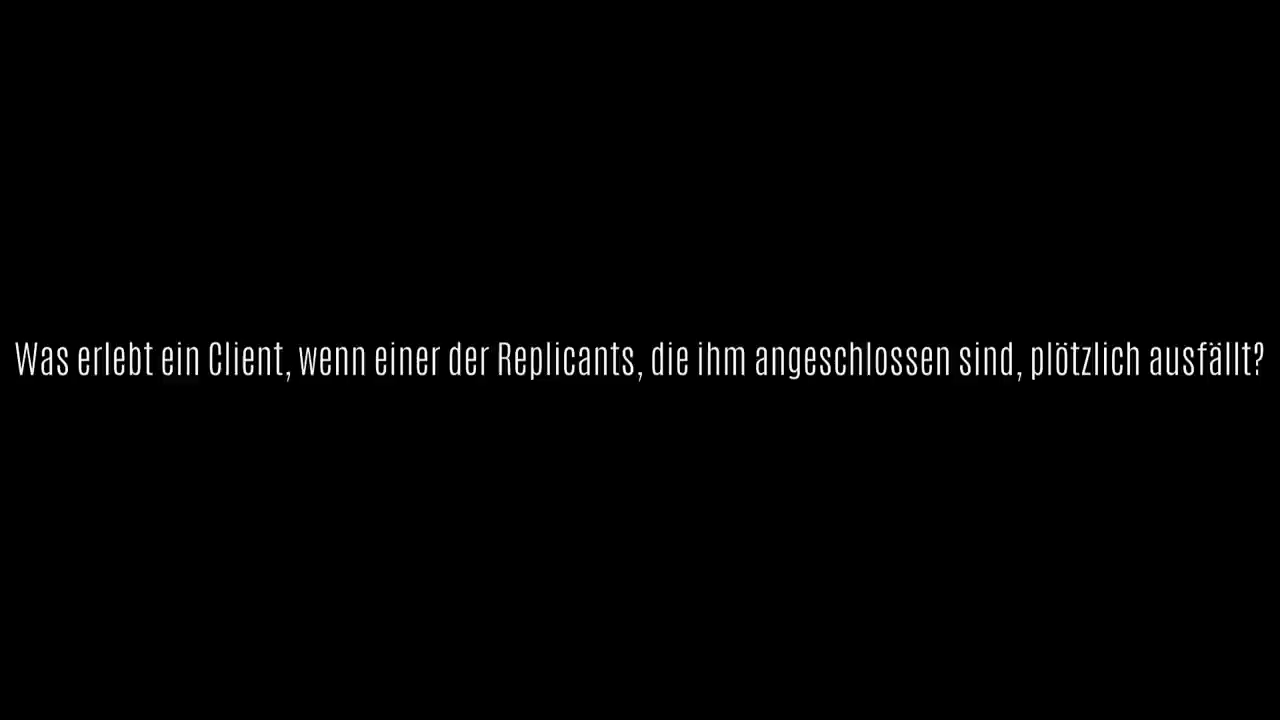 Was erlebt ein Client, wenn einer der Replicants, die ihm angeschlossen sind, plötzlich ausfällt?